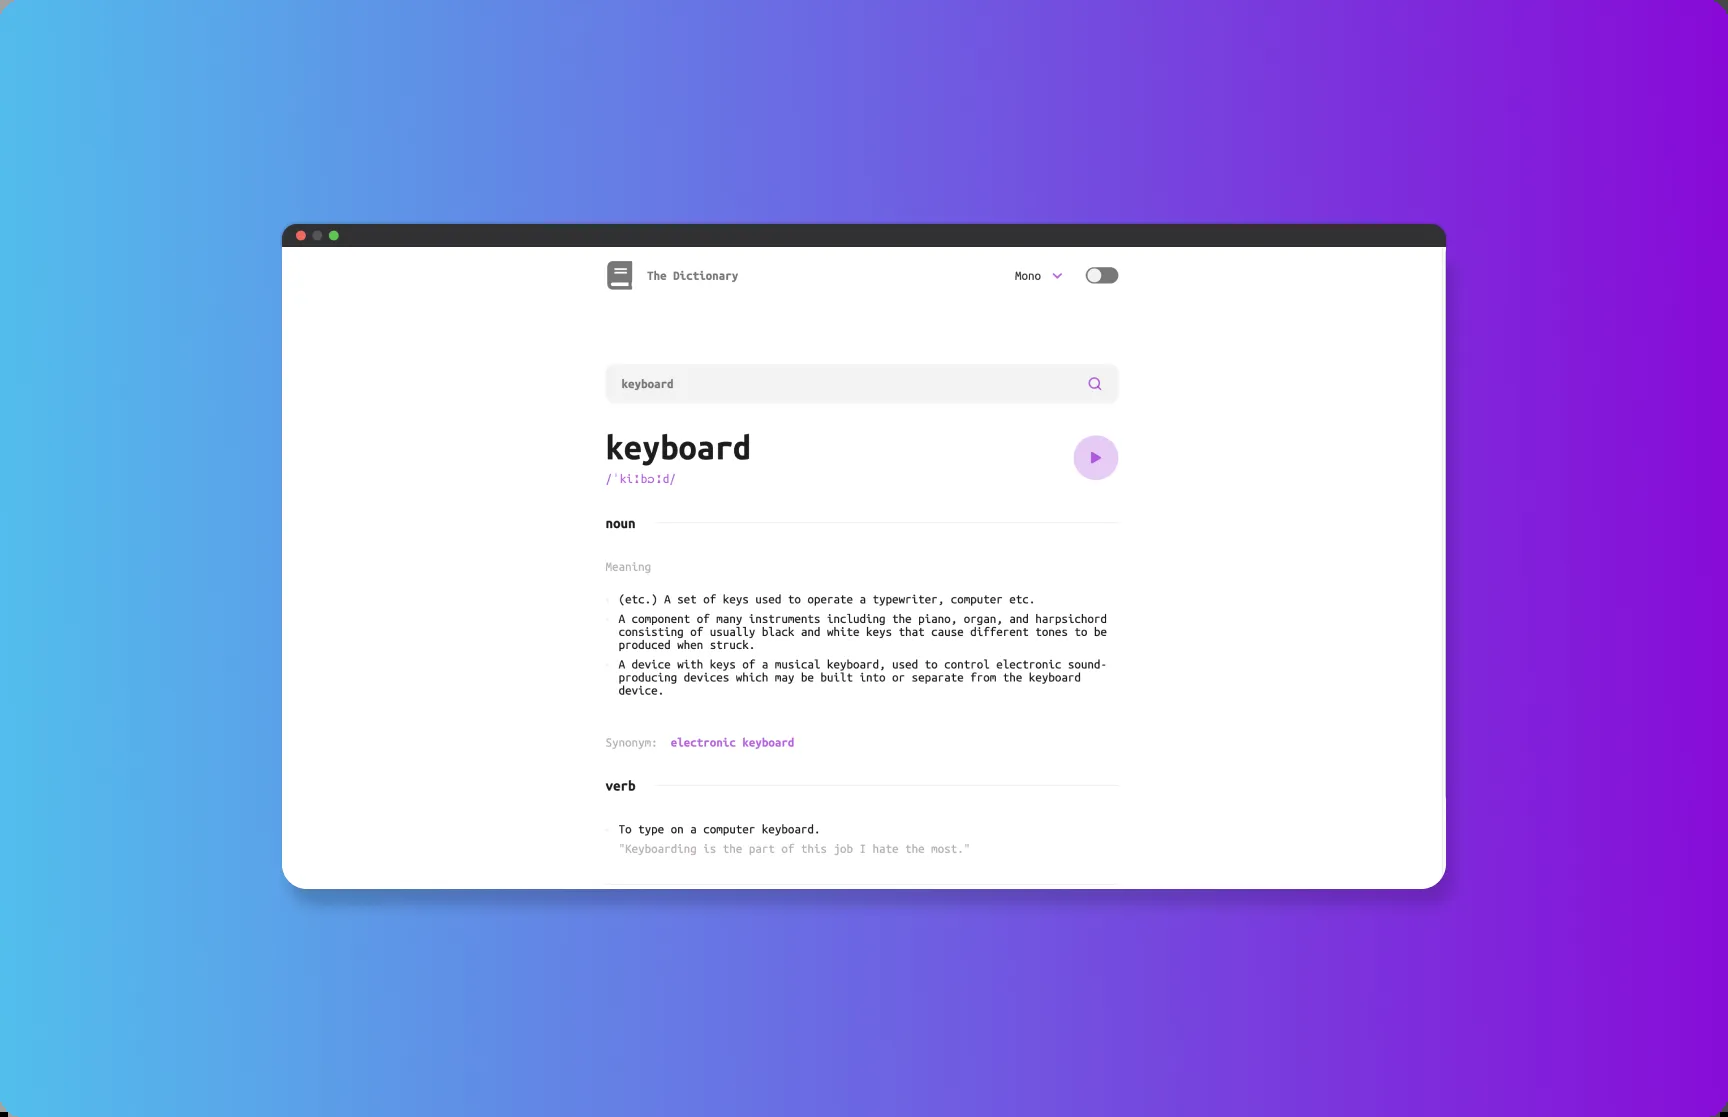 The Dictionary
Mono
keyboard
keyboard
/ˈkiːbɔːd/
noun
Meaning
(etc.) A set of keys used to operate a typewriter, computer etc.
A component of many instruments including the piano, organ, and harpsichord
consisting of usually black and white keys that cause different tones to be
produced when struck.
A device with keys of a musical keyboard, used to control electronic sound-
producing devices which may be built into or separate from the keyboard
device.
Synonym: electronic keyboard
verb
To type on a computer keyboard.
"Keyboarding is the part of this job I hate the most."